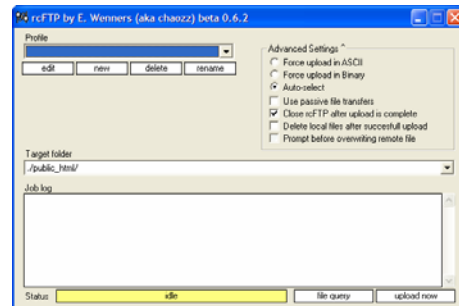 rcFTP by E. Wenners (aka chaozz) beta 0.6.2
Profile
edit new delete rename
Advanced Settings ^
Force upload in ASCII
Force upload in Binary
Auto-select
Use passive file transfers
Close rcFTP after upload is complete
Delete local files after succesfull upload
Prompt before overwriting remote file
Target folder
./public_html/
Job log
Status idle file query upload now